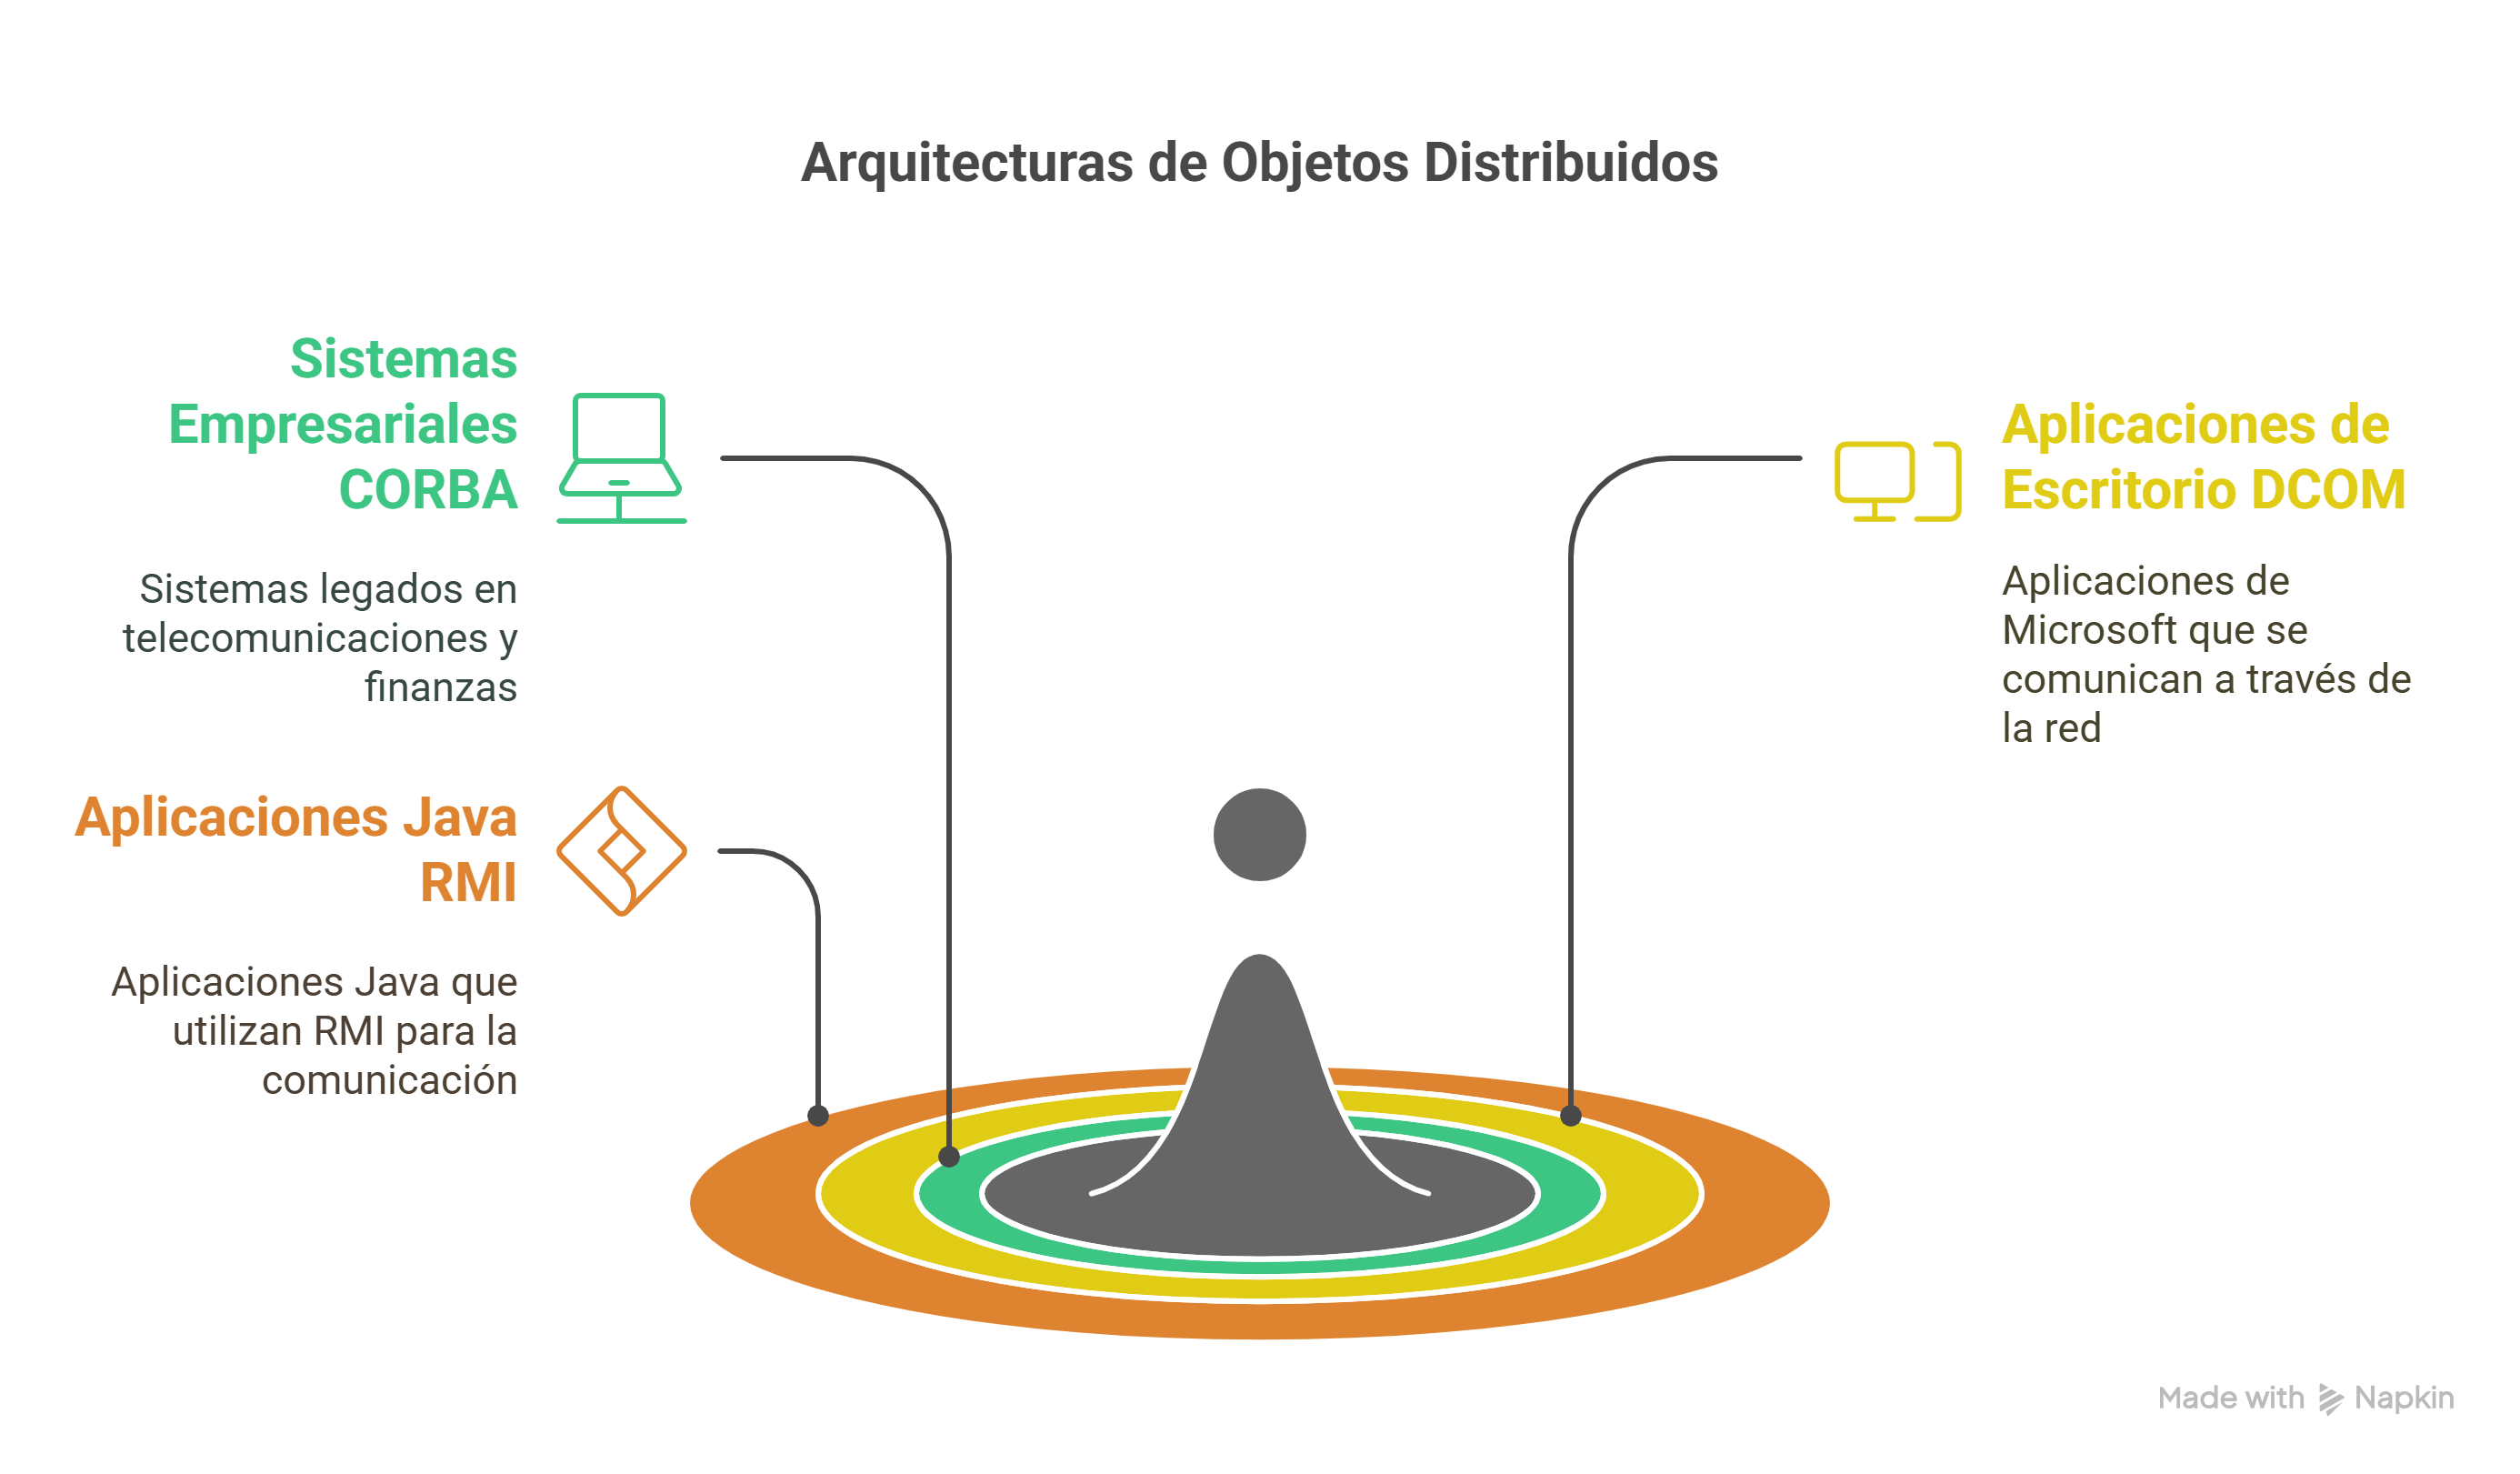 Arquitecturas de Objetos Distribuidos
Sistemas
Empresariales
CORBA
Sistemas legados en
telecomunicaciones y
finanzas
Aplicaciones Java
RMI
Aplicaciones Java que
utilizan RMI para la
comunicación
Aplicaciones de
Escritorio DCOM
Aplicaciones de
Microsoft que se
comunican a través de
la red
Made with Napkin